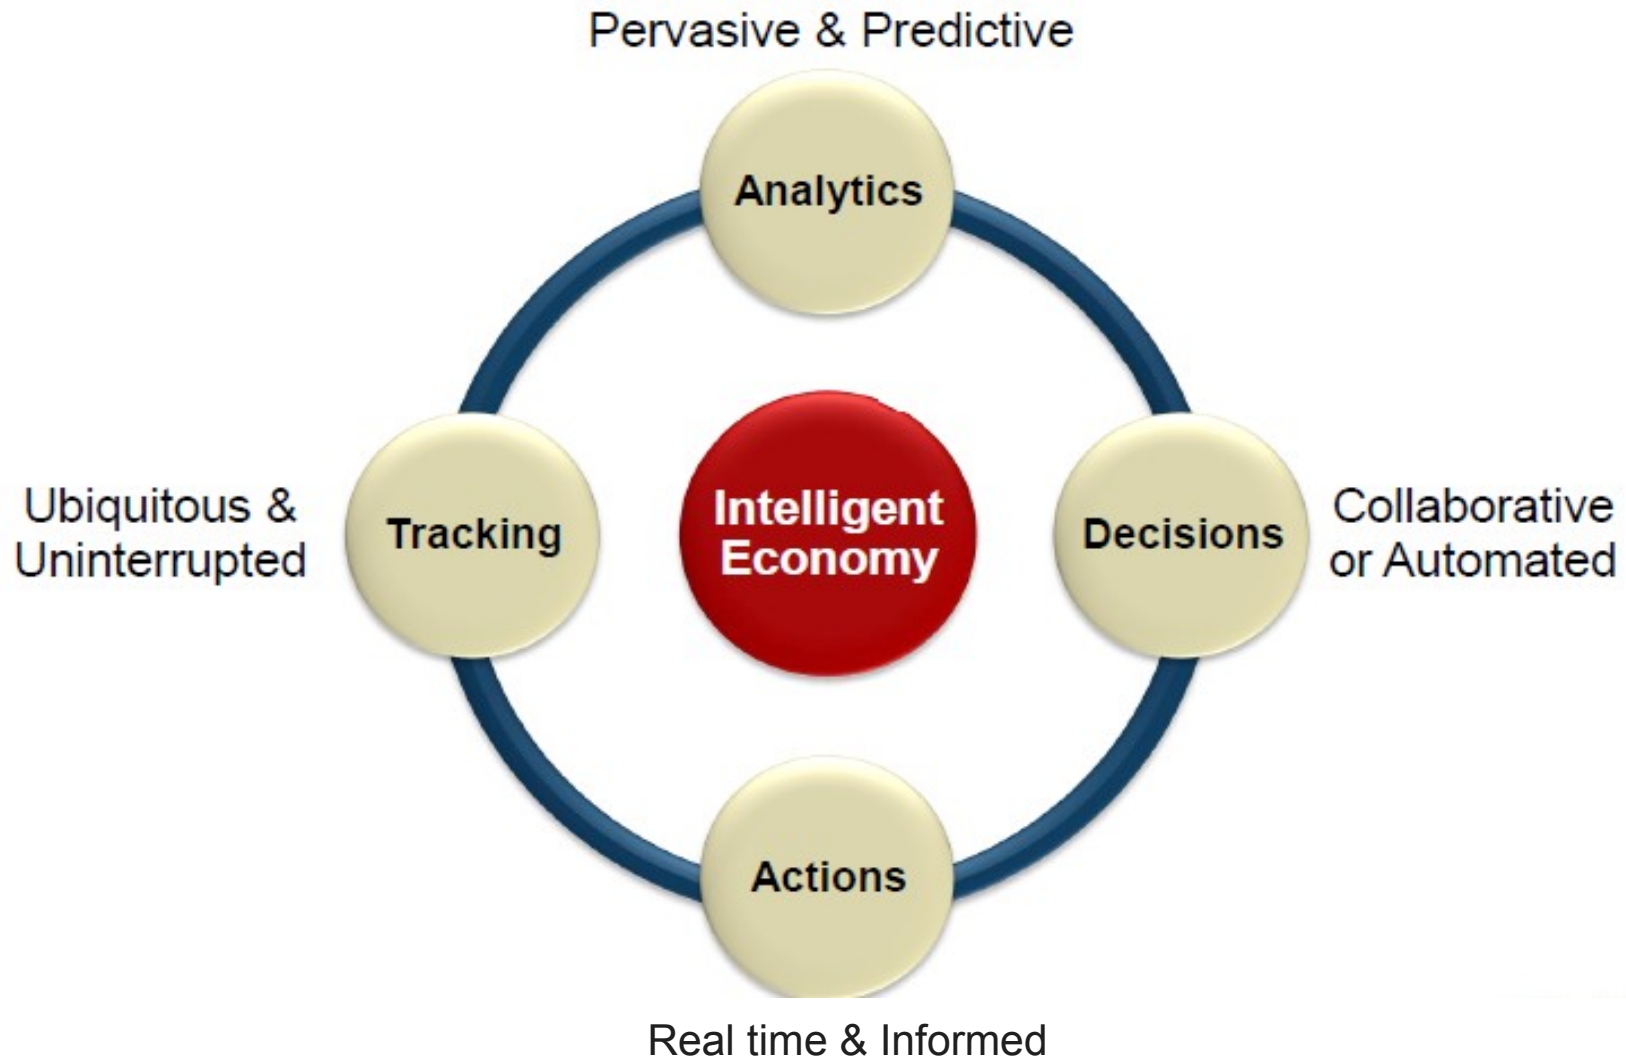 Pervasive & Predictive
Analytics
Ubiquitous &
Uninterrupted
Tracking
Intelligent
Economy
Decisions
Collaborative
or Automated
Actions
Real time & Informed